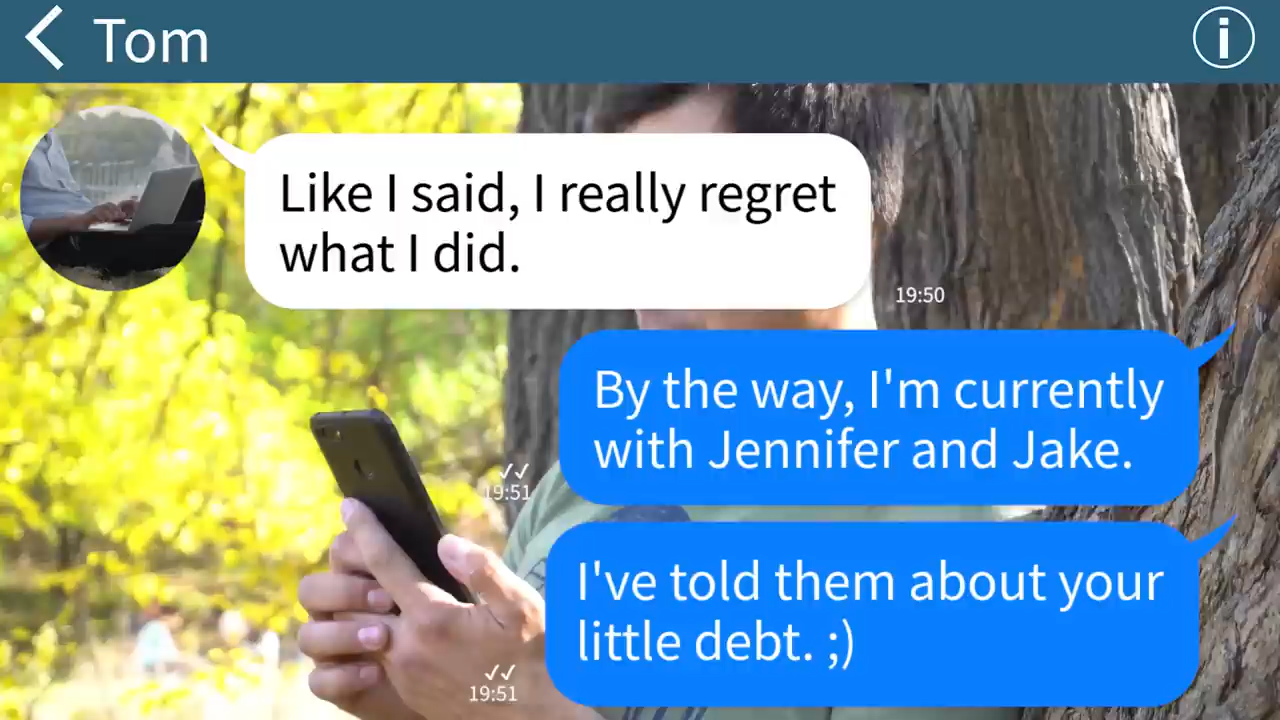 Tom
Like I said, I really regret
what I did.
19:50
By the way, I'm currently
with Jennifer and Jake.
19:51
I've told them about your
little debt. ;)
19:51